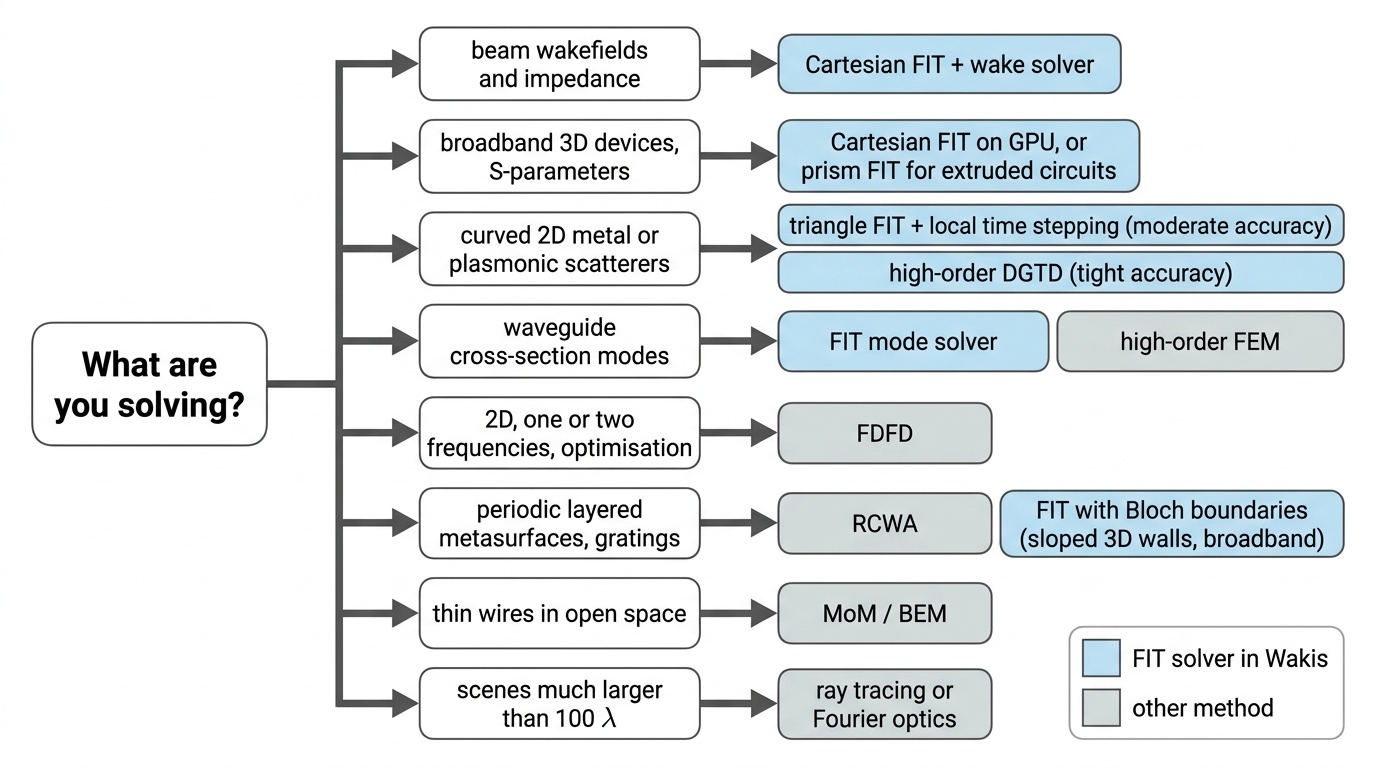 What are
you solving?
beam wakefields
and impedance
Cartesian FIT + wake solver
broadband 3D devices,
S-parameters
Cartesian FIT on GPU, or
prism FIT for extruded circuits
curved 2D metal or
plasmonic scatterers
triangle FIT + local time stepping (moderate accuracy)
high-order DGTD (tight accuracy)
waveguide
cross-section modes
FIT mode solver
high-order FEM
2D, one or two
frequencies, optimisation
FDFD
periodic layered
metasurfaces, gratings
RCWA
FIT with Bloch boundaries
(sloped 3D walls, broadband)
thin wires in open space
MoM / BEM
scenes much larger
than 100 λ
ray tracing or
Fourier optics
FIT solver in Wakis
other method